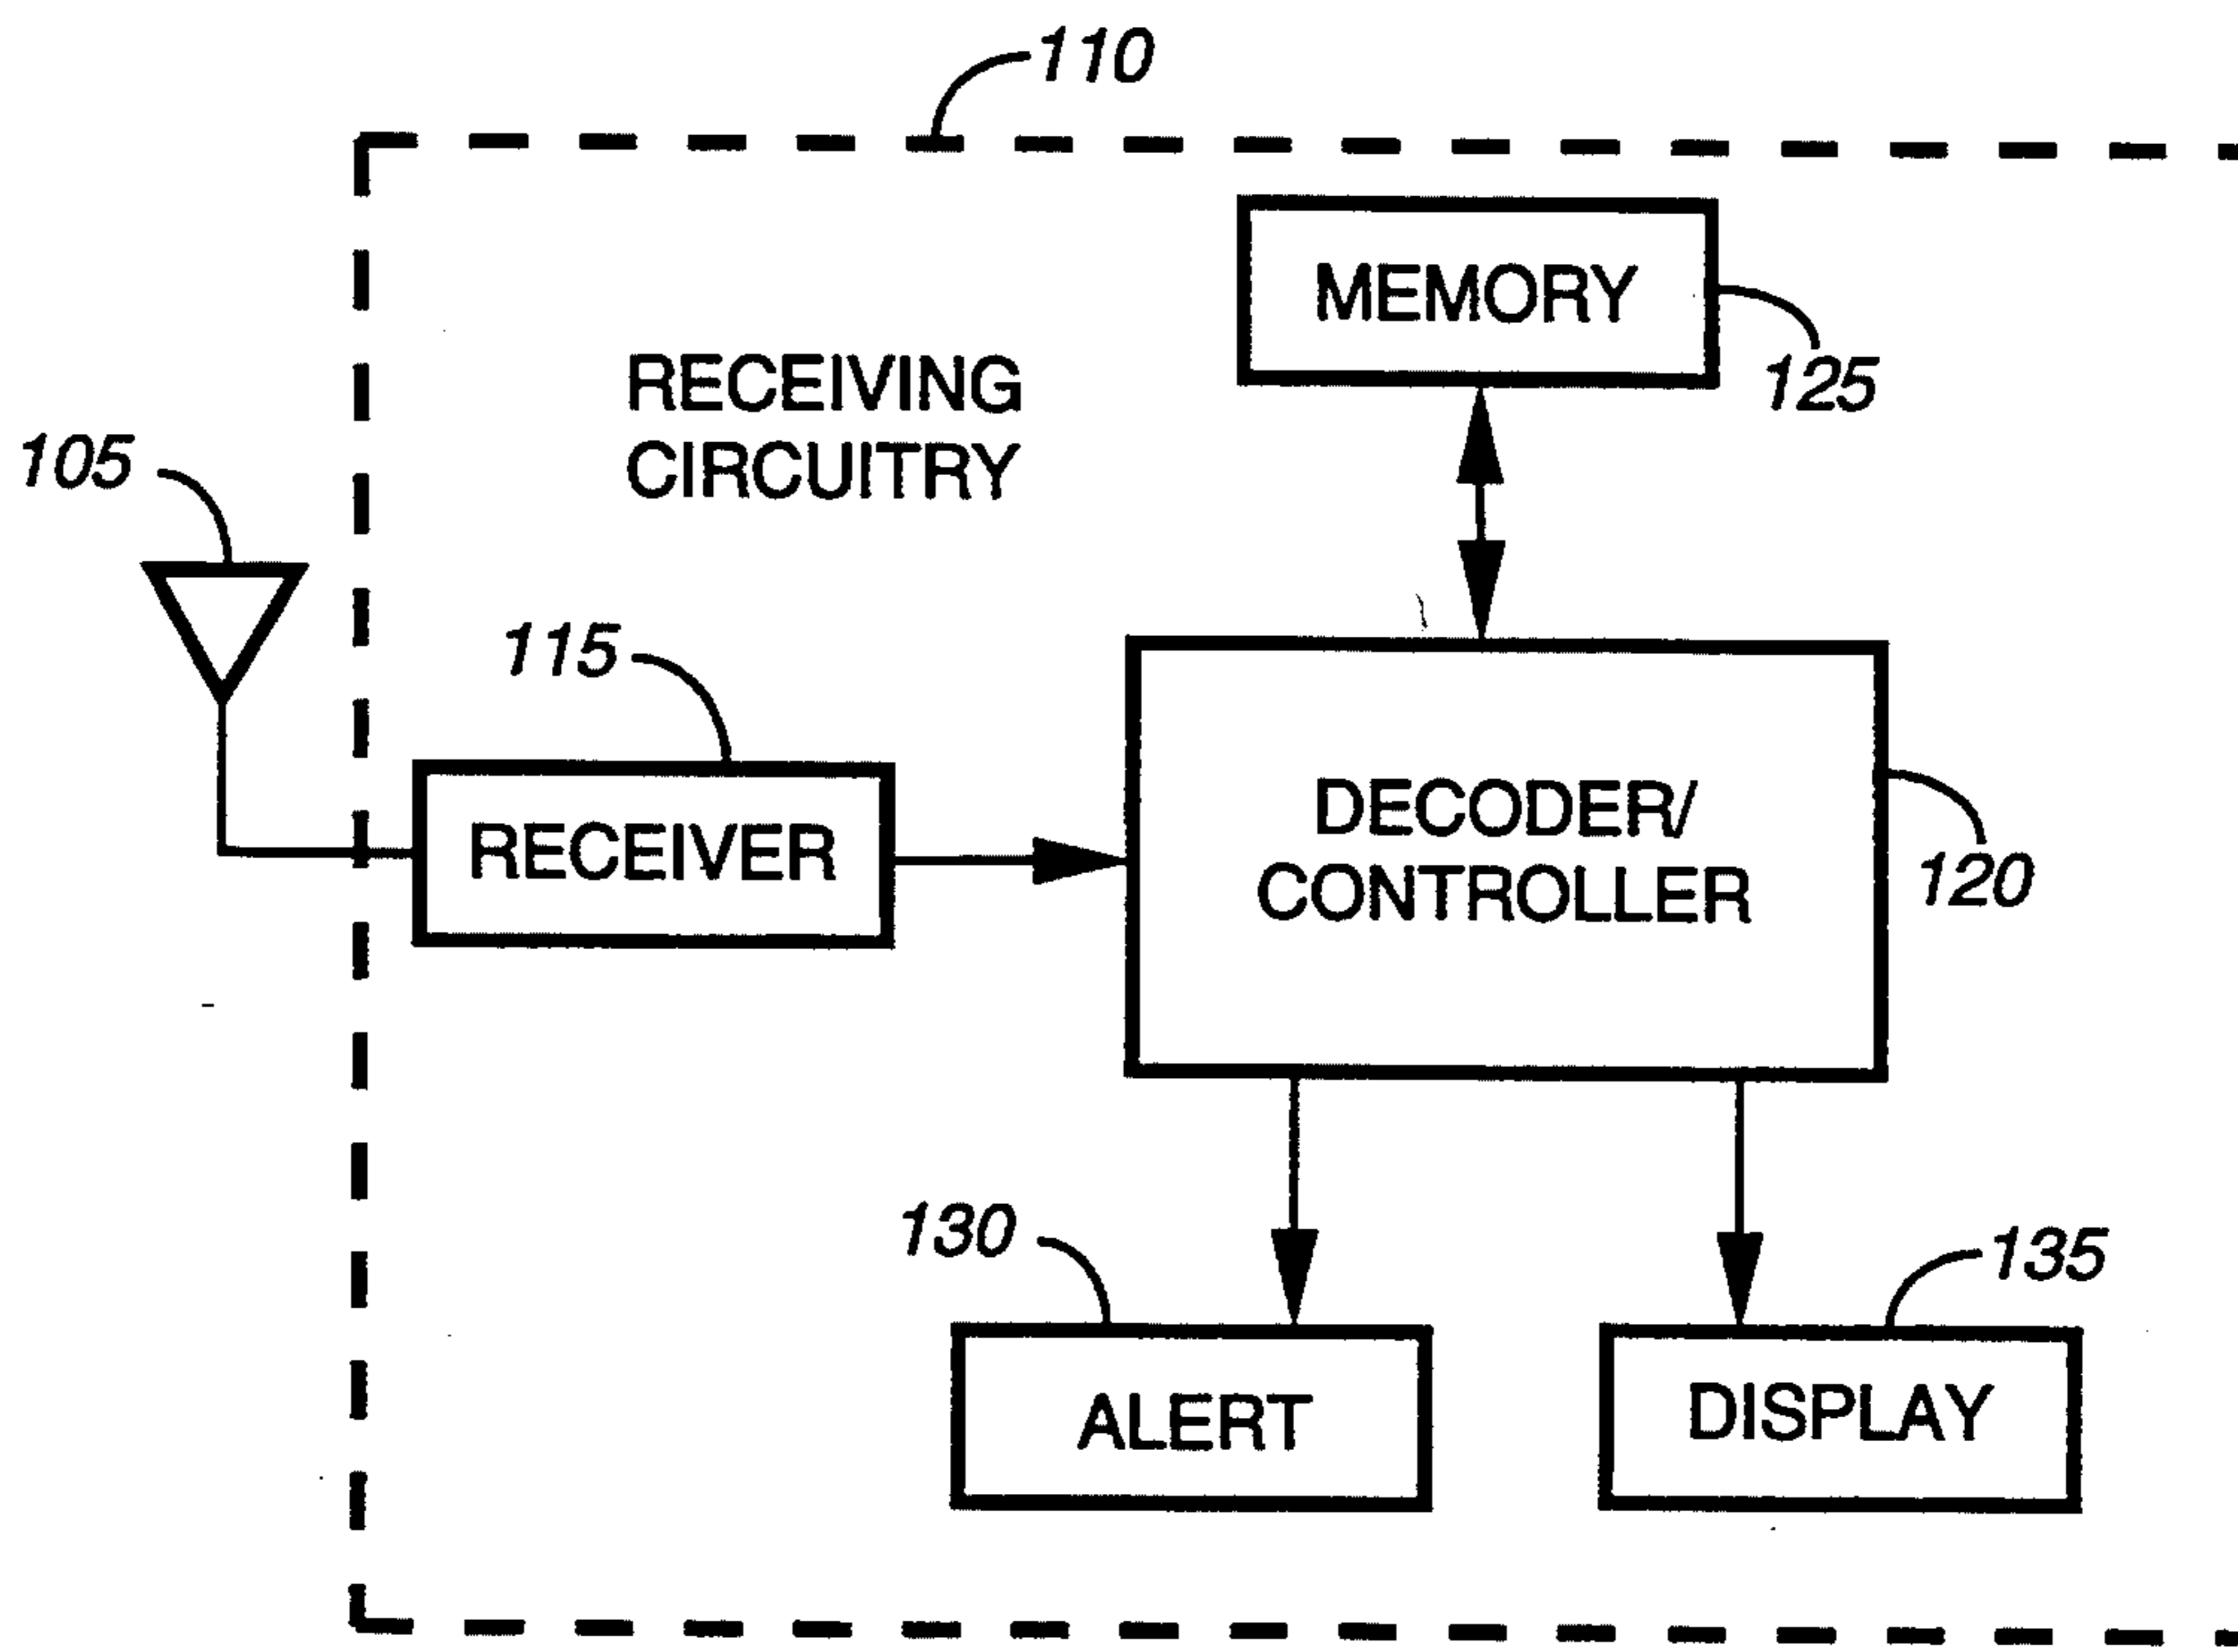 110
MEMORY
125
RECEIVING
CIRCUITRY
105
115
RECEIVER
DECODER/
CONTROLLER
120
130
135
ALERT
DISPLAY